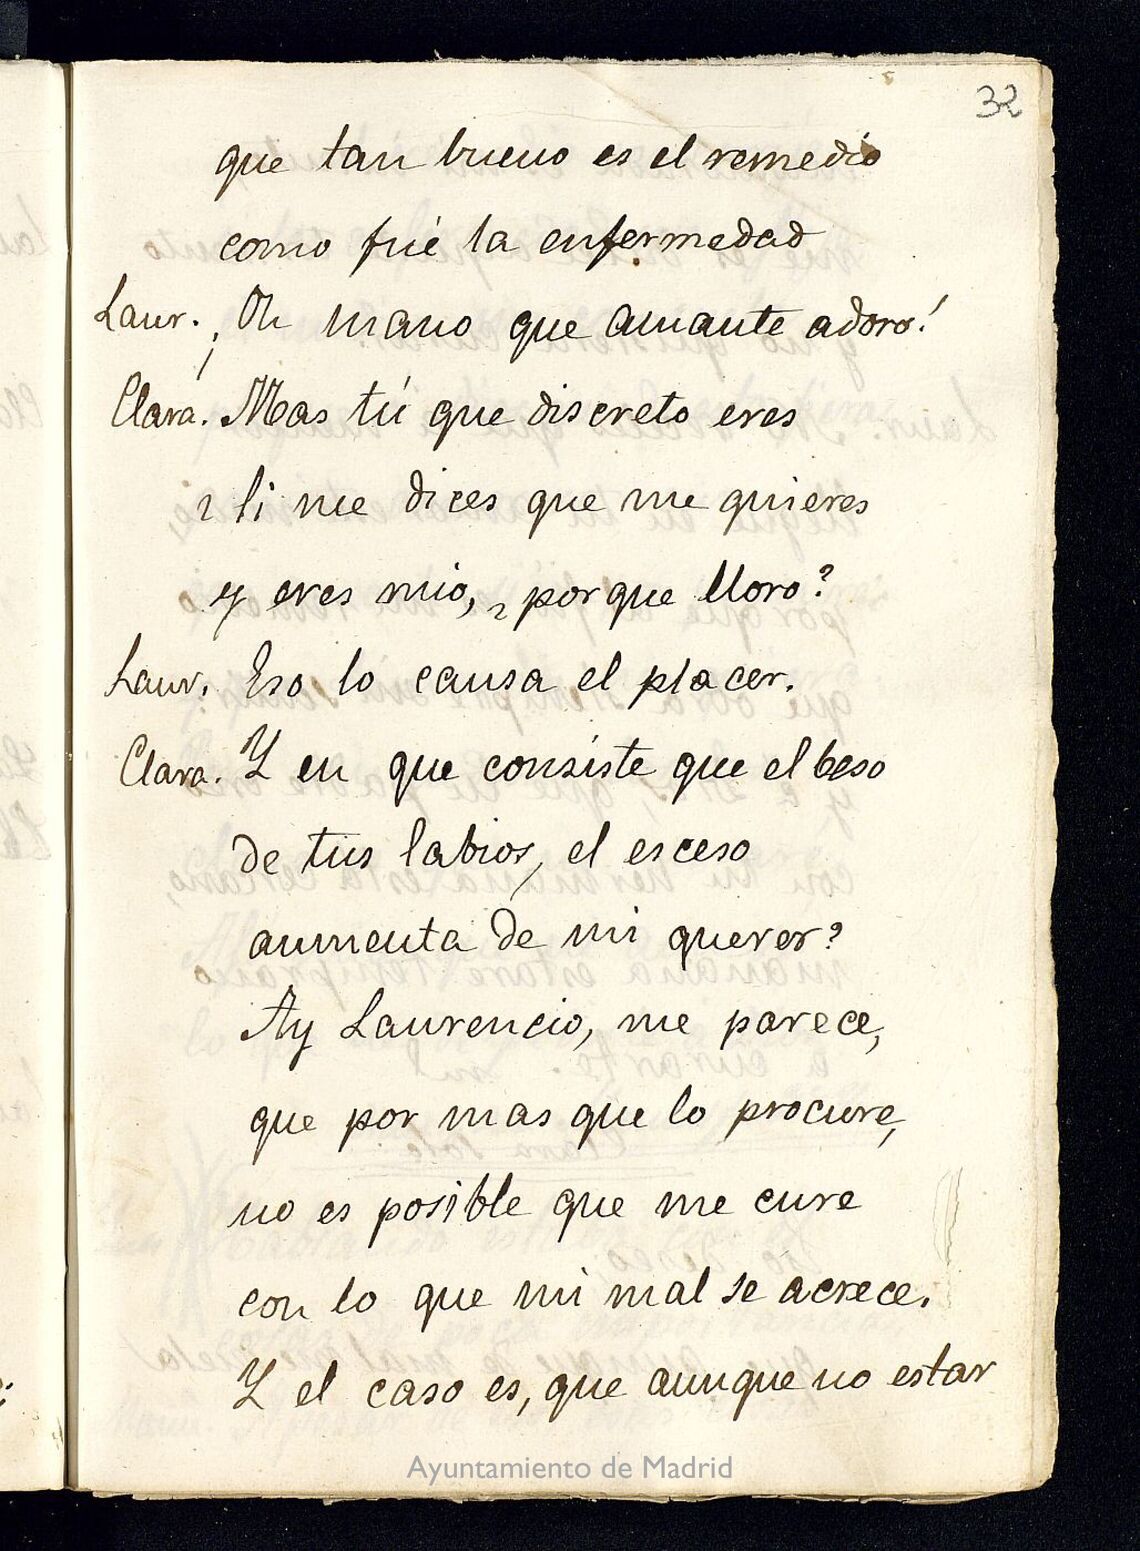 32
que tan bueno es el remedio
como fué la enfermedad
Laur. ¡Oh mano que amante adoro!
Clara. Mas tú que discreto eres
¿ si me dices que me quieres
y eres mio, ¿porque lloro?
Laur. Eso lo causa el placer.
Clara. Y en que consiste que el beso
de tus labios, el esceso
aumenta de mi querer?
Ay Laurencio, me parece,
que por mas que lo procure,
no es posible que me cure
con lo que mi mal se acrece.
Y el caso es, que aunque no estar
Ayuntamiento de Madrid